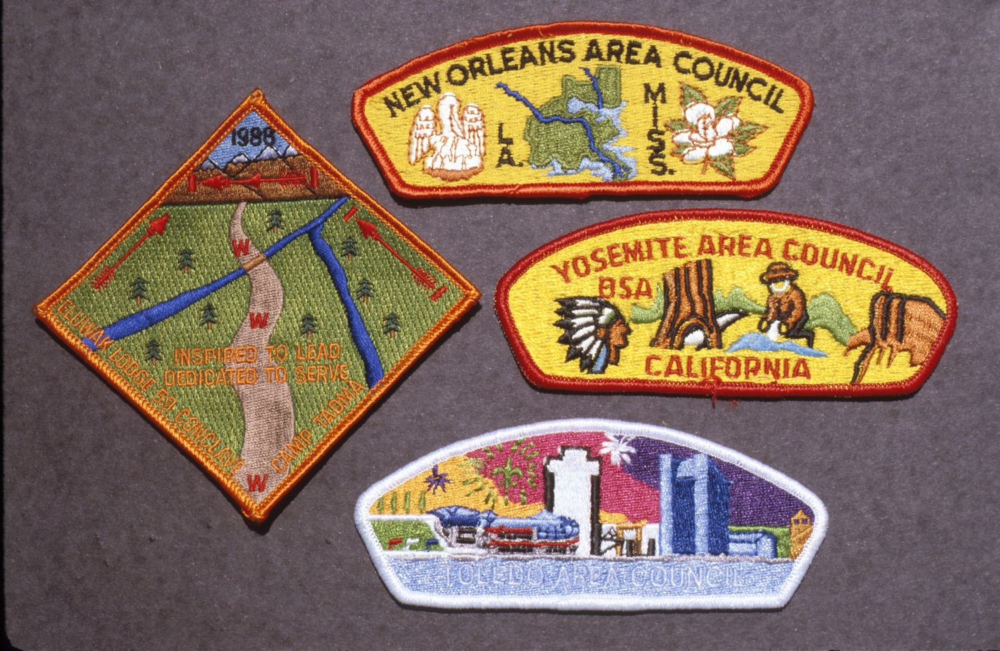 NEW ORLEANS AREA COUNCIL
LA.
MISS.
1988
W
W
INSPIRED TO LEAD
DEDICATED TO SERVE
ELUWAK LODGE 59 CONCLAVE
CAMP TADMA
W
YOSEMITE AREA COUNCIL
BSA
CALIFORNIA
TOLEDO AREA COUNCIL